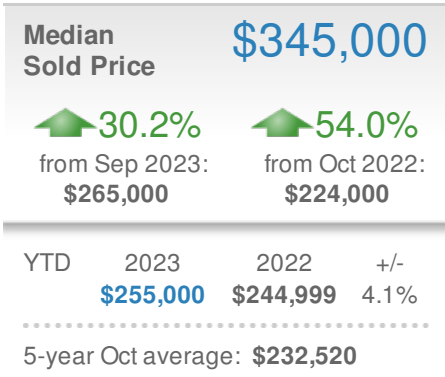 Median $345,000
Sold Price
30.2% 54.0%
from Sep 2023: from Oct 2022:
$265,000 $224,000
YTD 2023 2022 +/-
$255,000 $244,999 4.1%
5-year Oct average: $232,520